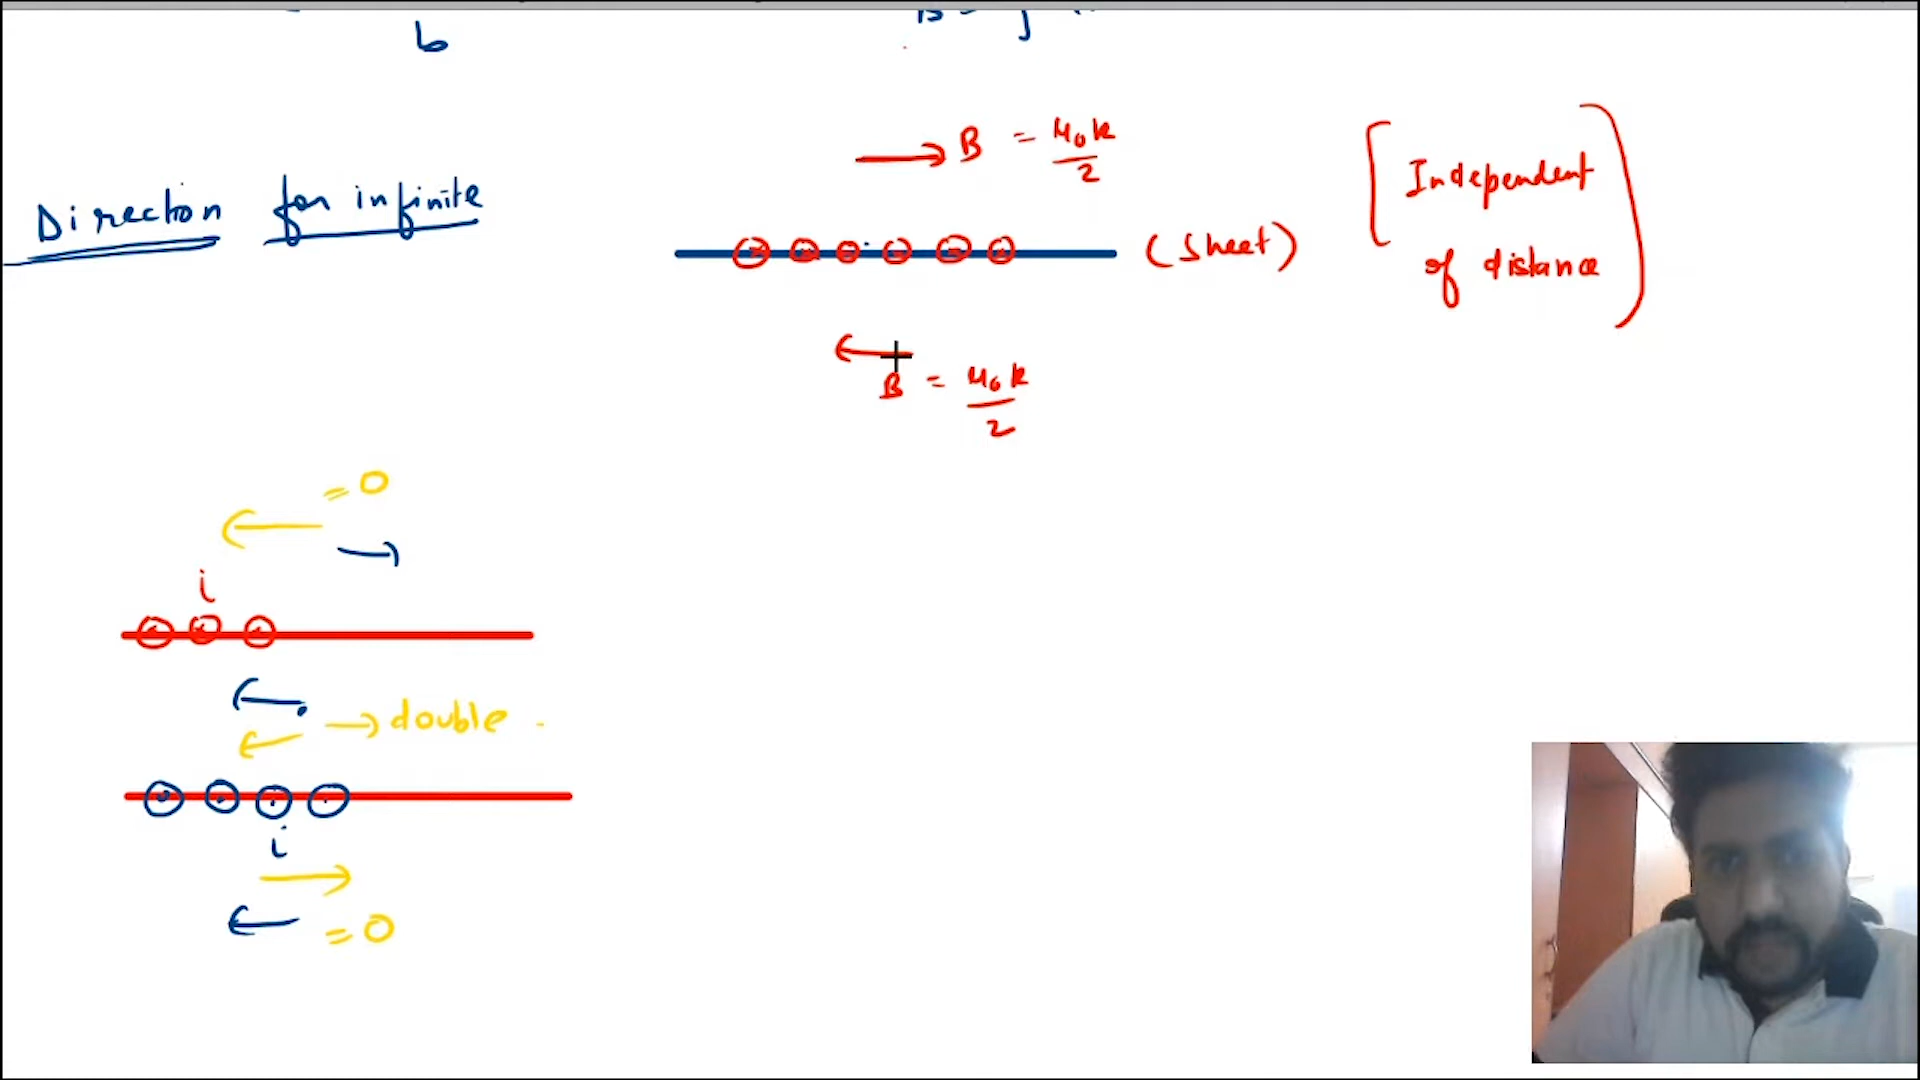 b
B = μ₀k/2
Direction for infinite
(Sheet)
[Independent
of distance)
B = μ₀k/2
= 0
i
→ double
i
= 0